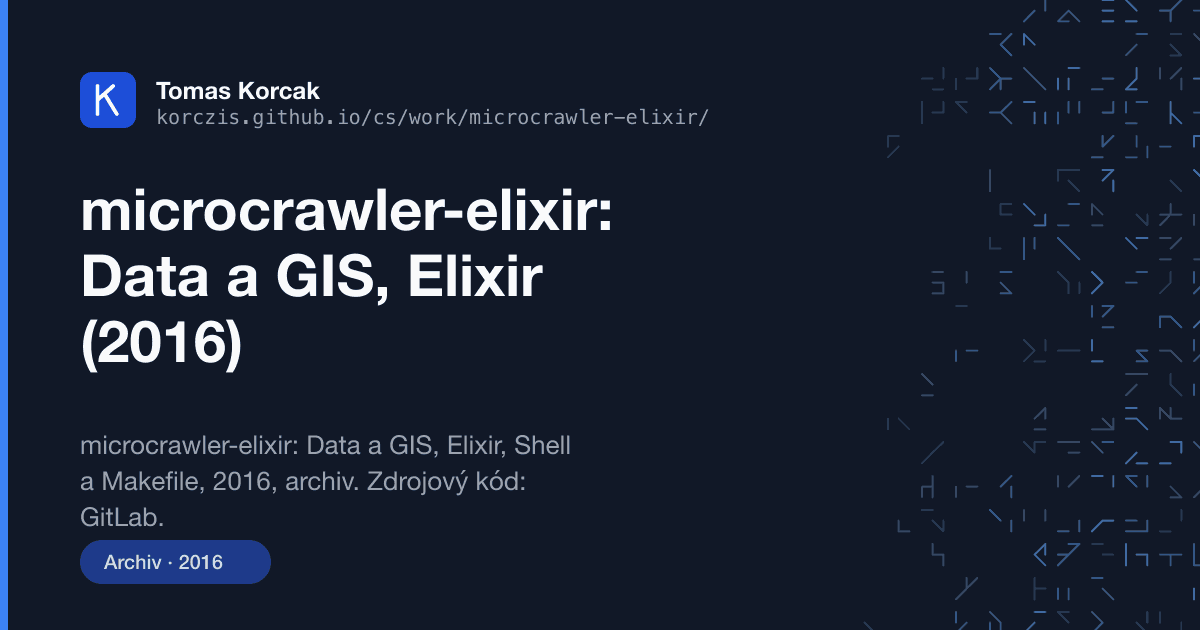 K
Tomas Korcak
korczis.github.io/cs/work/microcrawler-elixir/
microcrawler-elixir:
Data a GIS, Elixir
(2016)
microcrawler-elixir: Data a GIS, Elixir, Shell
a Makefile, 2016, archiv. Zdrojový kód:
GitLab.
Archiv · 2016